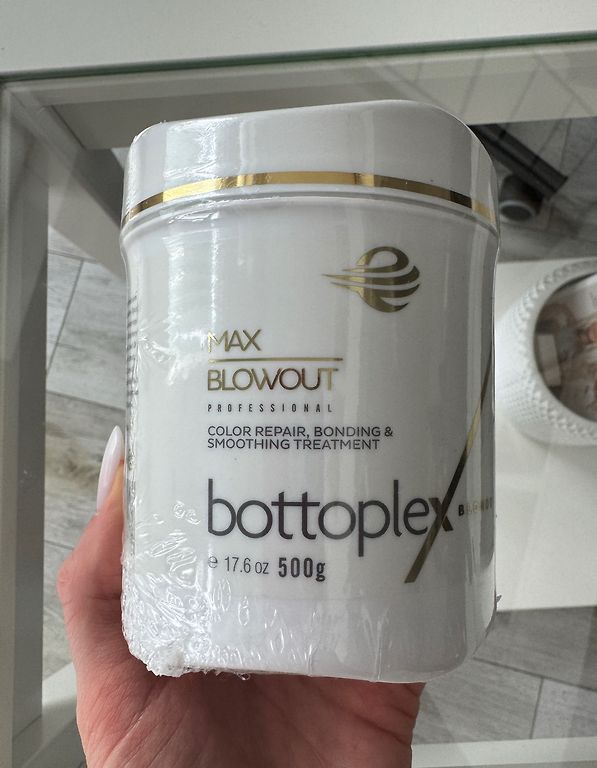 MAX
BLOWOUT
PROFESSIONAL
COLOR REPAIR, BONDING &
SMOOTHING TREATMENT
bottoplex
e 17.6 oz 500g